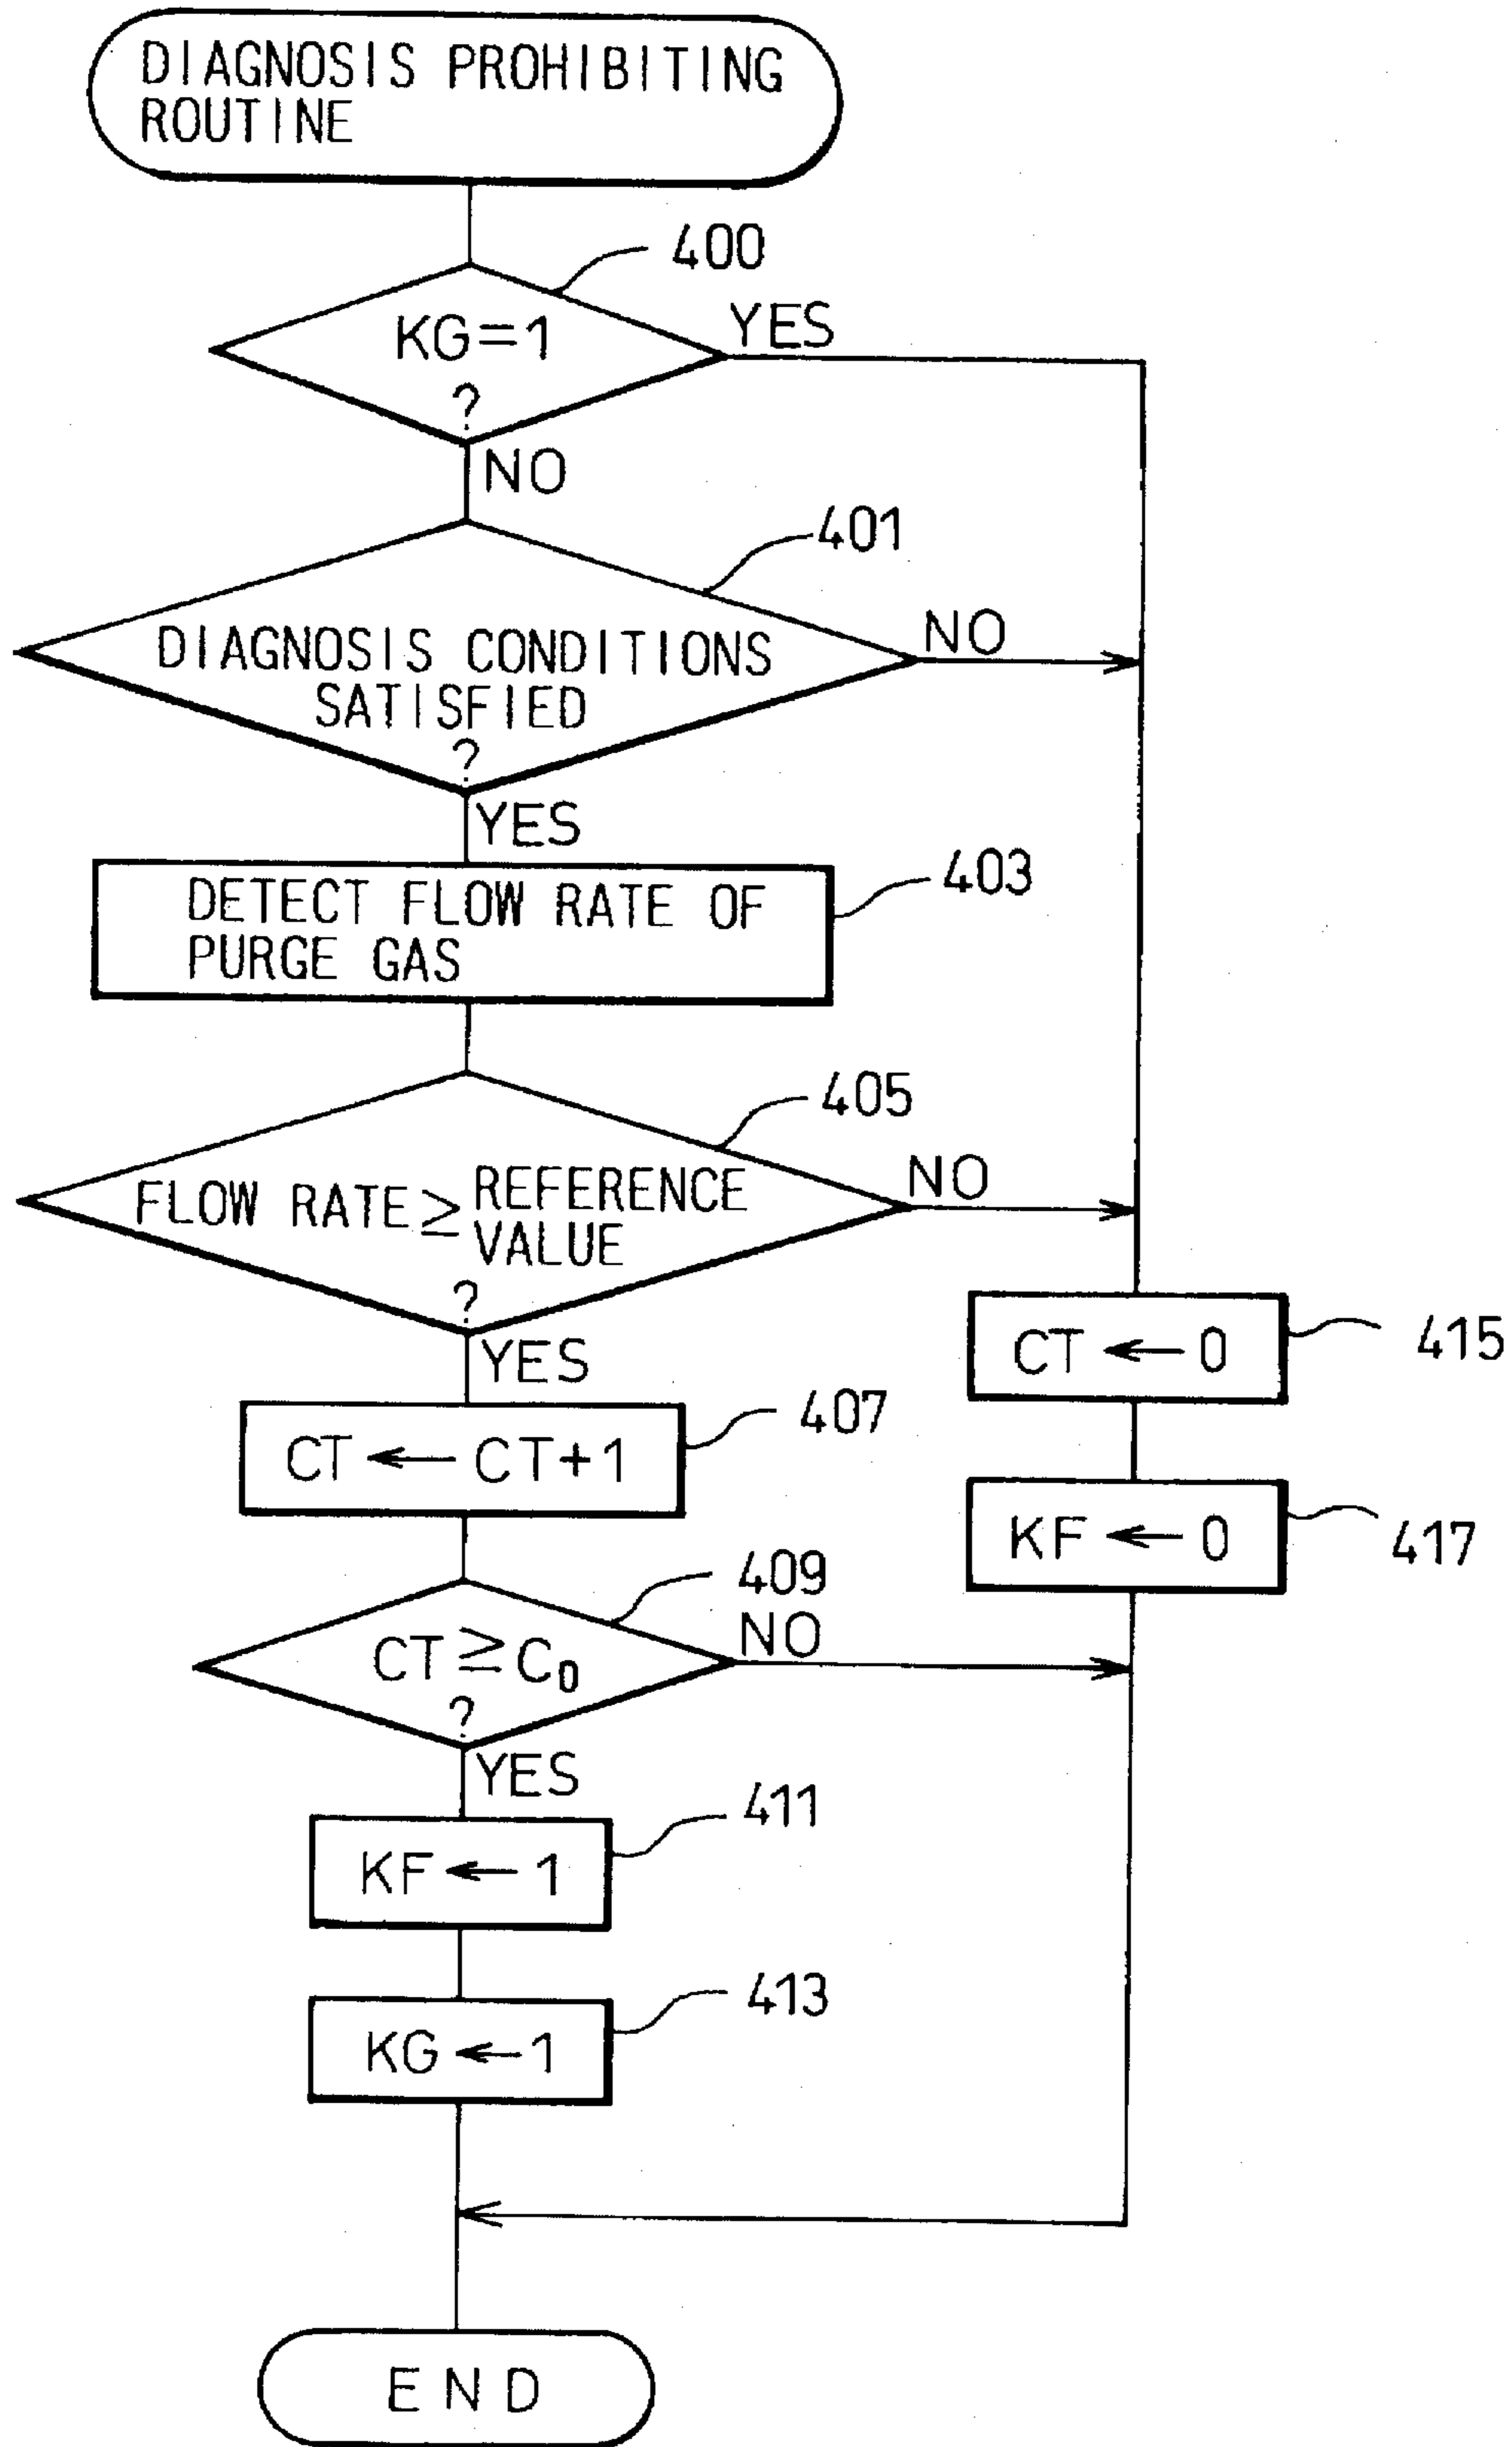 DIAGNOSIS PROHIBITING
ROUTINE
400
KG=1
?
YES
NO
401
DIAGNOSIS CONDITIONS
SATISFIED
?
NO
YES
403
DETECT FLOW RATE OF
PURGE GAS
405
FLOW RATE ≥ REFERENCE
VALUE
?
NO
YES
415
CT ← 0
407
CT ← CT+1
417
KF ← 0
409
CT ≥ C₀
?
NO
YES
411
KF ← 1
413
KG ← 1
END